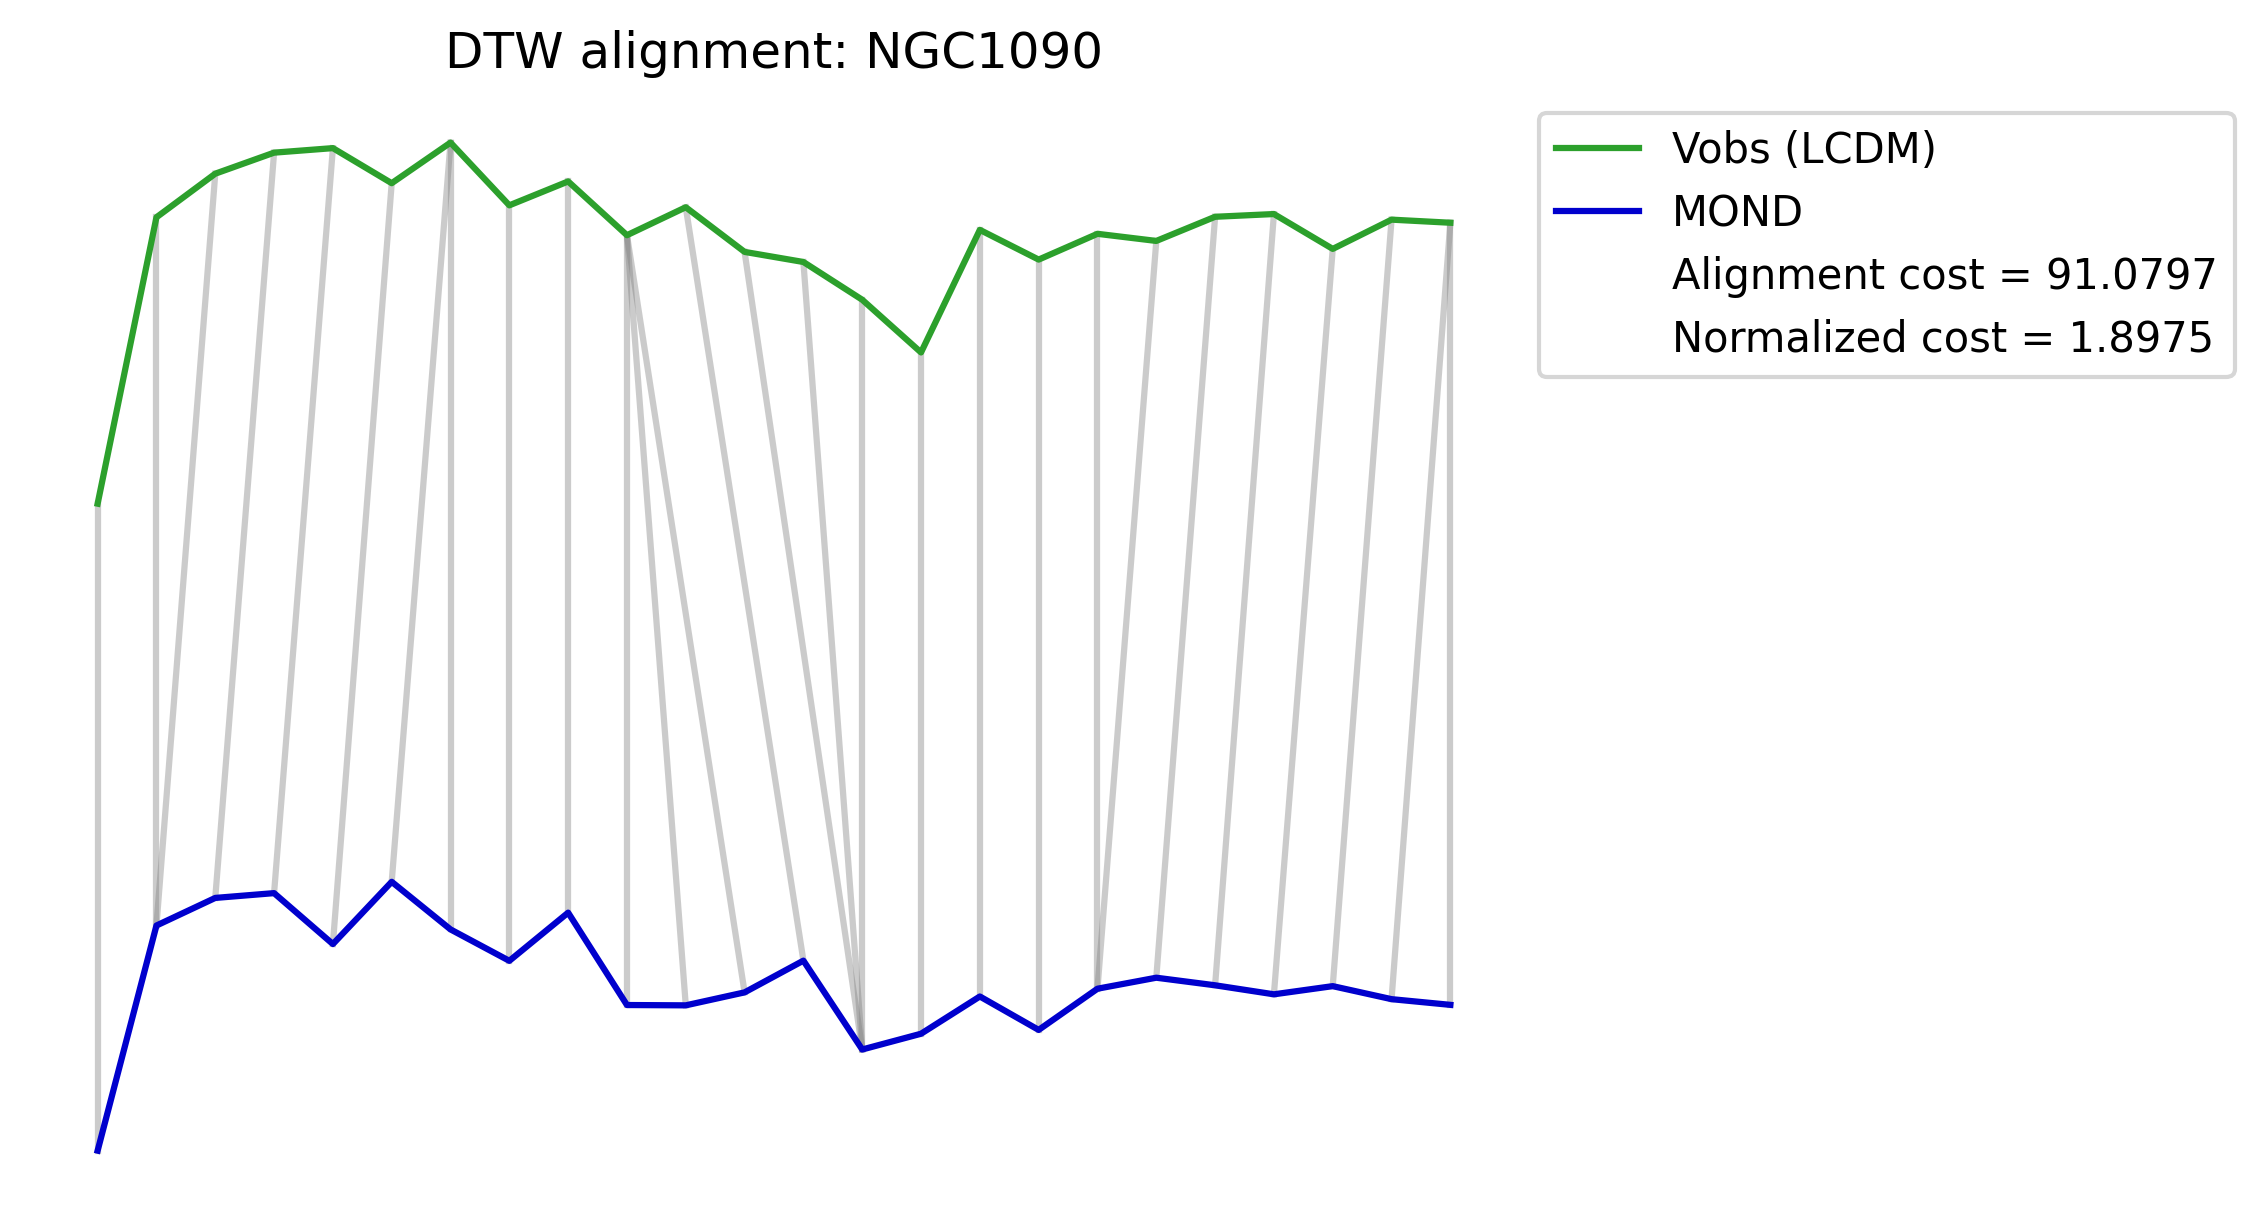 DTW alignment: NGC1090
Vobs (LCDM)
MOND
Alignment cost = 91.0797
Normalized cost = 1.8975